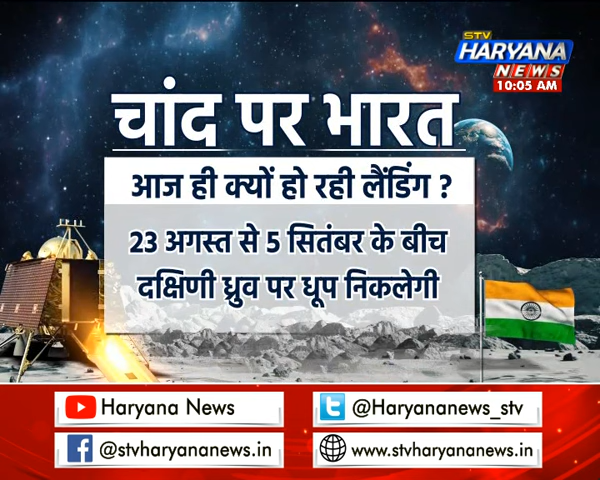 STV
HARYANA
NEWS
10:05 AM
चांद पर भारत
आज ही क्यों हो रही लैंडिंग ?
23 अगस्त से 5 सितंबर के बीच
दक्षिणी ध्रुव पर धूप निकलेगी
Haryana News
@Haryananews_stv
@stvharyananews.in
www.stvharyananews.in